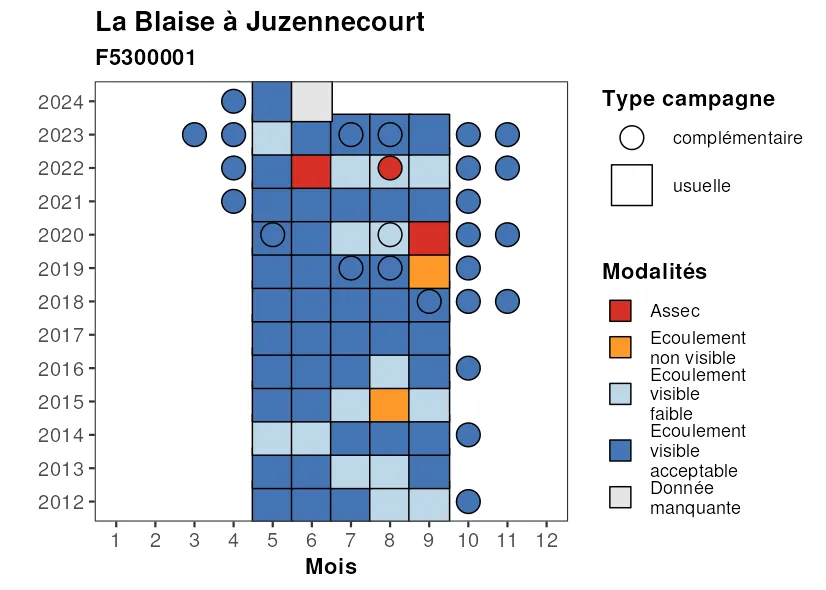 La Blaise à Juzennecourt
F5300001
2024
2023
2022
2021
2020
2019
2018
2017
2016
2015
2014
2013
2012
1 2 3 4 5 6 7 8 9 10 11 12
Mois
Type campagne
complémentaire
usuelle
Modalités
Assec
Ecoulement
non visible
Ecoulement
visible
faible
Ecoulement
visible
acceptable
Donnée
manquante